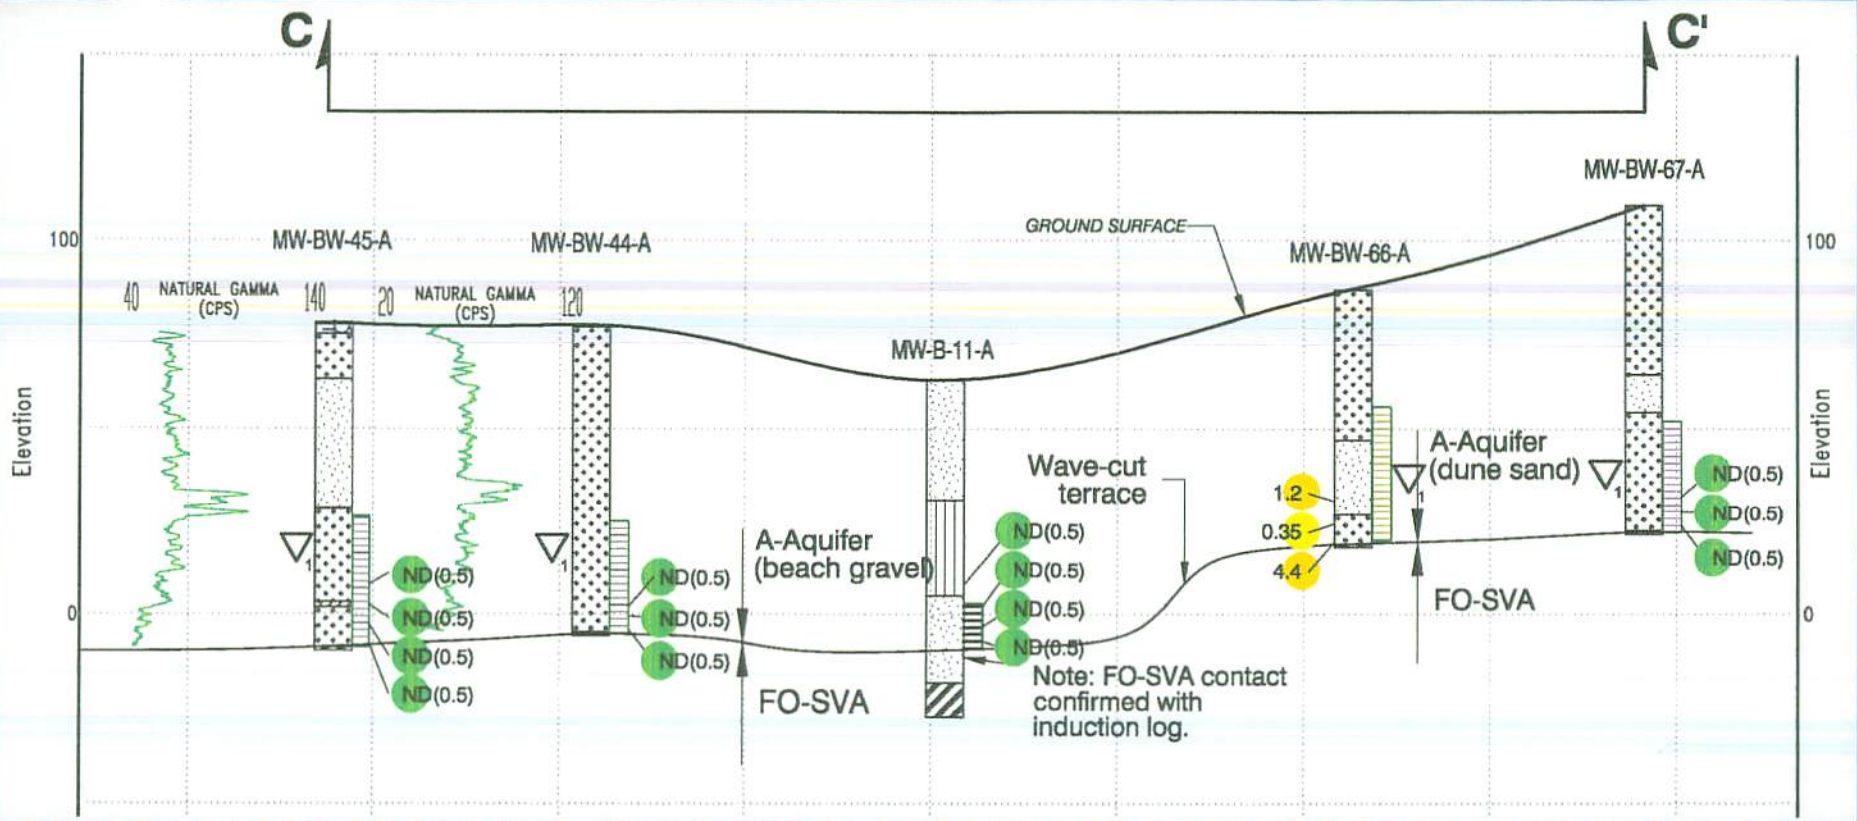 C
C'
MW-BW-67-A
100
MW-BW-45-A
MW-BW-44-A
GROUND SURFACE
MW-BW-66-A
100
40
NATURAL GAMMA
(CPS)
140
20
NATURAL GAMMA
(CPS)
120
MW-B-11-A
Elevation
Elevation
Wave-cut
terrace
A-Aquifer
(dune sand)
1
1
1.2
0.35
4.4
ND(0.5)
ND(0.5)
ND(0.5)
1
1
A-Aquifer
(beach gravel)
ND(0.5)
ND(0.5)
ND(0.5)
ND(0.5)
ND(0.5)
ND(0.5)
ND(0.5)
ND(0.5)
ND(0.5)
ND(0.5)
ND(0.5)
0
0
FO-SVA
FO-SVA
Note: FO-SVA contact
confirmed with
induction log.